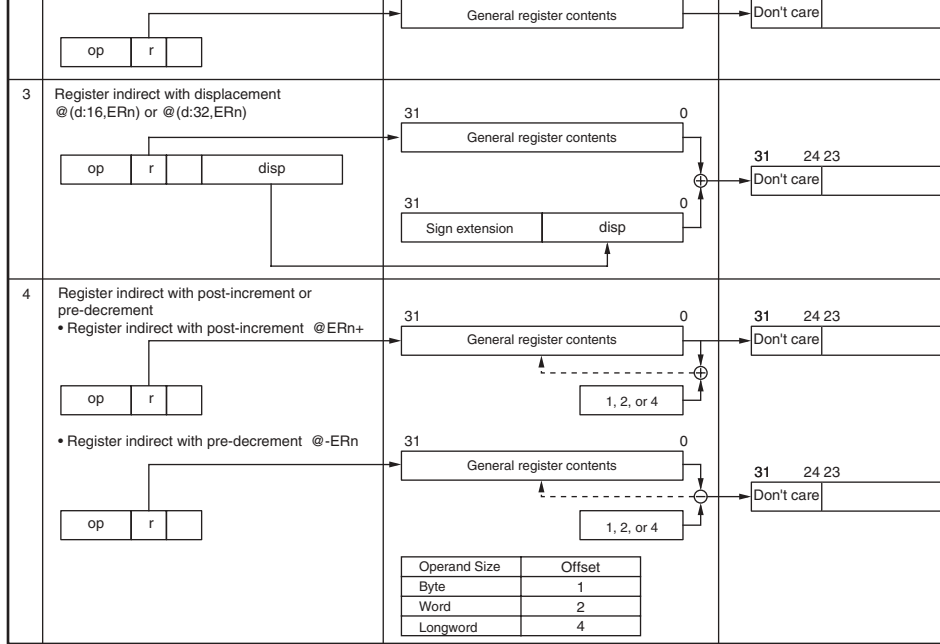 General register contents
Don't care
op r
3 Register indirect with displacement
@(d:16,ERn) or @(d:32,ERn)
31 0
General register contents
op r disp
31 24 23
Don't care
31 0
Sign extension disp
4 Register indirect with post-increment or
pre-decrement
• Register indirect with post-increment @ERn+
31 0
General register contents
31 24 23
Don't care
op r
1, 2, or 4
• Register indirect with pre-decrement @-ERn
31 0
General register contents
31 24 23
Don't care
op r
1, 2, or 4
Operand Size Offset
Byte 1
Word 2
Longword 4